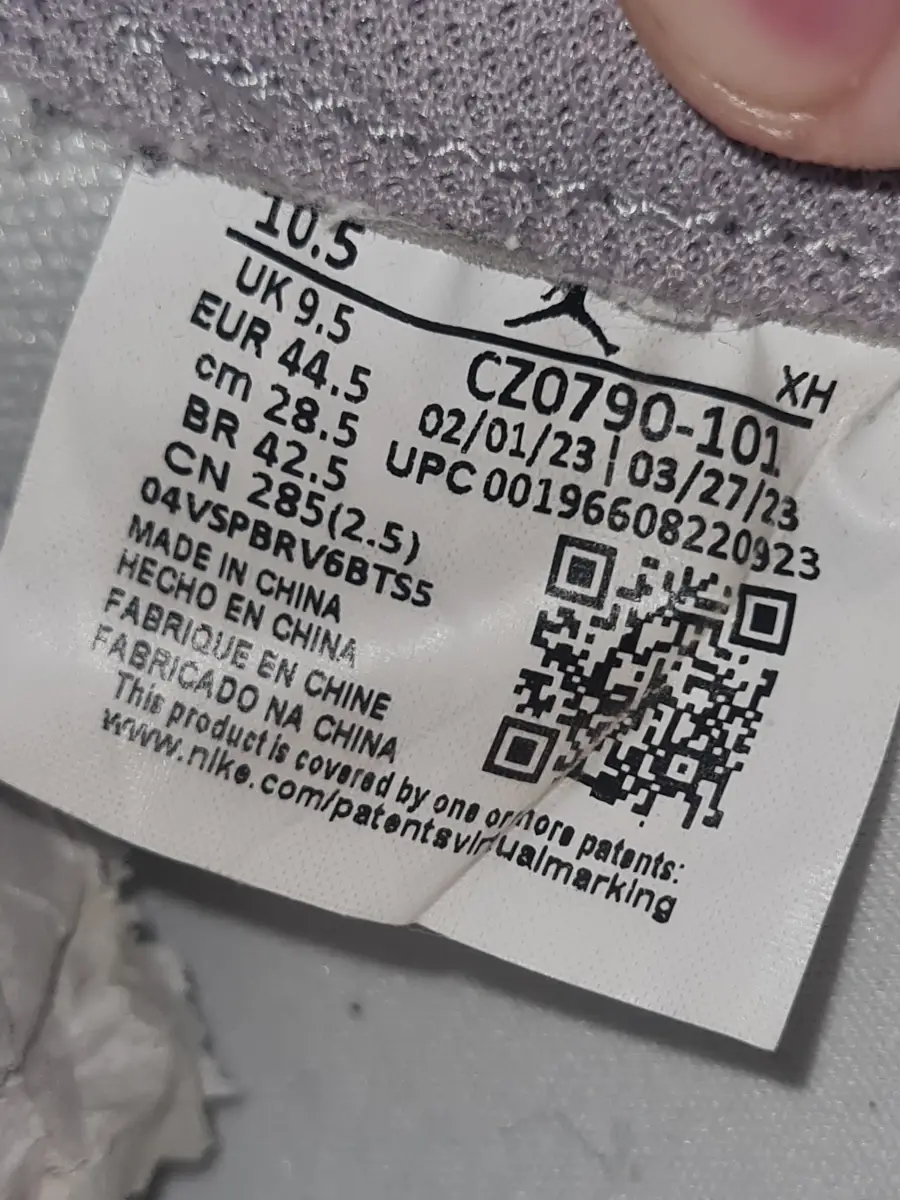 10.5
UK 9.5
EUR 44.5
cm 28.5
BR 42.5
CN 285(2.5)
04VSPBRV6BTS5
MADE IN CHINA
HECHO EN CHINA
FABRIQUE EN CHINE
FABRICADO NA CHINA
This product is covered by one or more patents:
www.nike.com/patentsvirtualmarking
XH
CZ0790-101
02/01/23 | 03/27/23
UPC 00196608220923